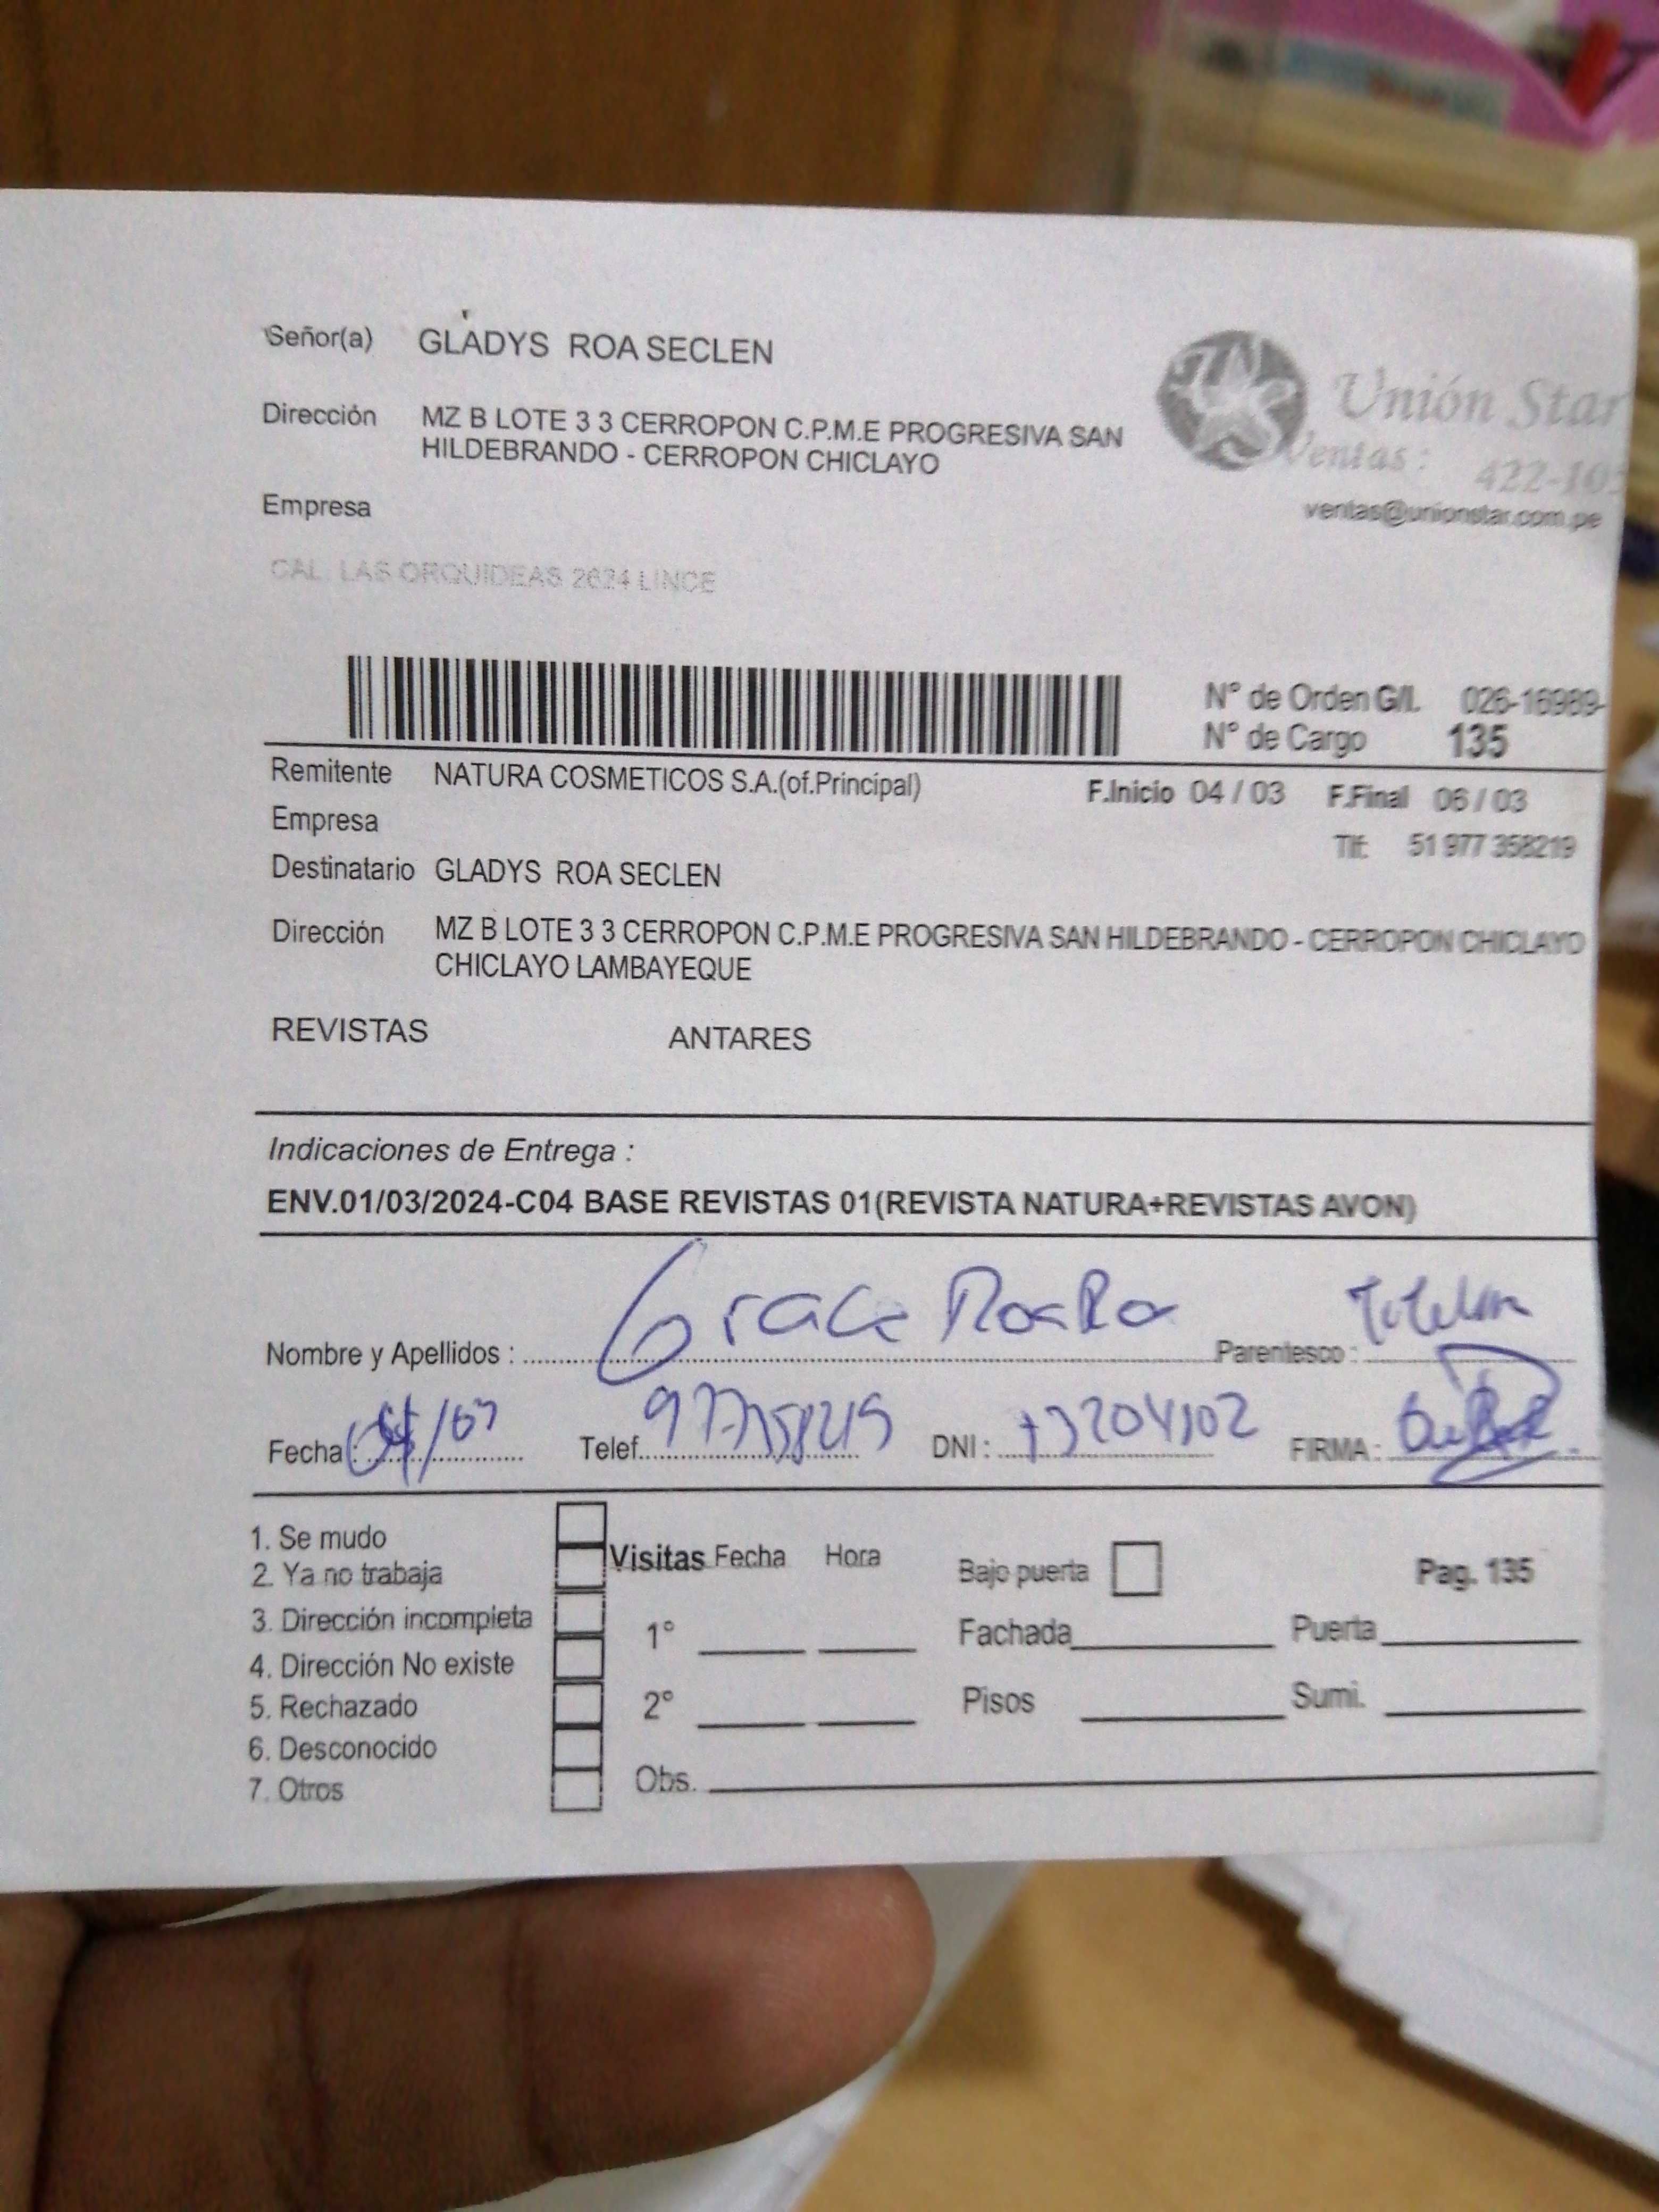 Señor(a) GLADYS ROA SECLEN
Dirección MZ B LOTE 3 3 CERROPON C.P.M.E PROGRESIVA SAN
HILDEBRANDO - CERROPON CHICLAYO
Unión Star
Ventas: 422-10
ventas@unionstar.com.pe
Empresa
CAL. LAS ORQUIDEAS 2624 LINCE
N° de Orden G/L 026-16989-
N° de Cargo 135
Remitente NATURA COSMETICOS S.A.(of.Principal) F.Inicio 04 / 03 F.Final 06 / 03
Empresa
Tlf: 51 977 358219
Destinatario GLADYS ROA SECLEN
Dirección MZ B LOTE 3 3 CERROPON C.P.M.E PROGRESIVA SAN HILDEBRANDO - CERROPON CHICLAYO
CHICLAYO LAMBAYEQUE
REVISTAS ANTARES
Indicaciones de Entrega :
ENV.01/03/2024-C04 BASE REVISTAS 01(REVISTA NATURA+REVISTAS AVON)
Nombre y Apellidos : Grace Parentesco :
Fecha : Telef. DNI : FIRMA :
1. Se mudo
2. Ya no trabaja
3. Dirección incompleta
4. Dirección No existe
5. Rechazado
6. Desconocido
7. Otros
Visitas Fecha Hora
1°
2°
Obs.
Bajo puerta
Pag. 135
Fachada Puerta
Pisos Sumi.